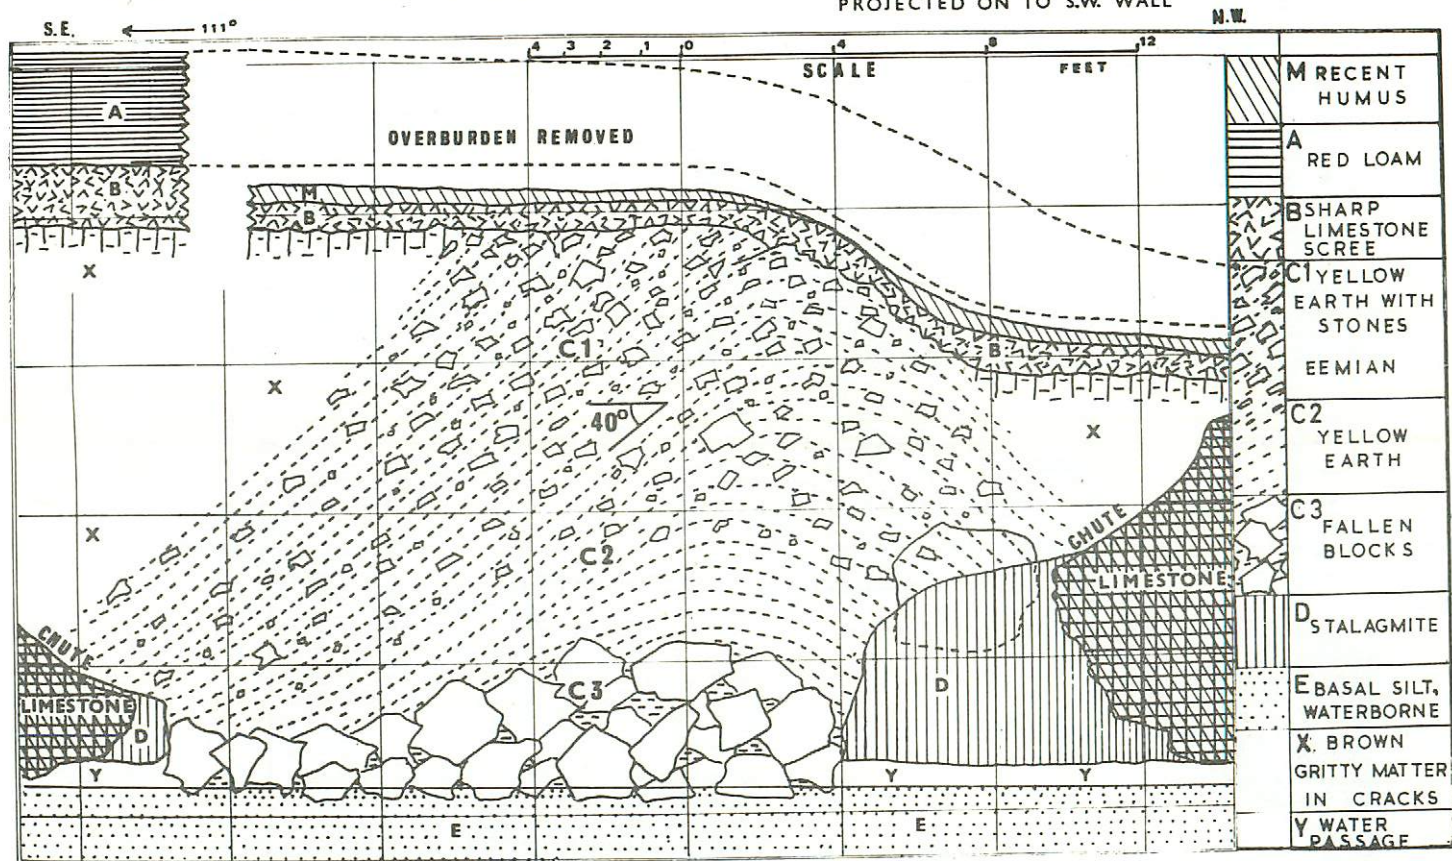 PROJECTED ON TO S.W. WALL
S.E. 111° N.W.
4 3 2 1 0 4 8 12
SCALE FEET
OVERBURDEN REMOVED
A
B
M
B
X
C1
X
40°
B
X
X
C2
CHUTE
LIMESTONE
CHUTE
LIMESTONE
C3
D
D
Y
Y
Y
E
E
M RECENT
HUMUS
A
RED LOAM
B SHARP
LIMESTONE
SCREE
C1 YELLOW
EARTH WITH
STONES
EEMIAN
C2
YELLOW
EARTH
C3
FALLEN
BLOCKS
D STALAGMITE
E BASAL SILT,
WATERBORNE
X. BROWN
GRITTY MATTER
IN CRACKS
Y WATER
PASSAGE